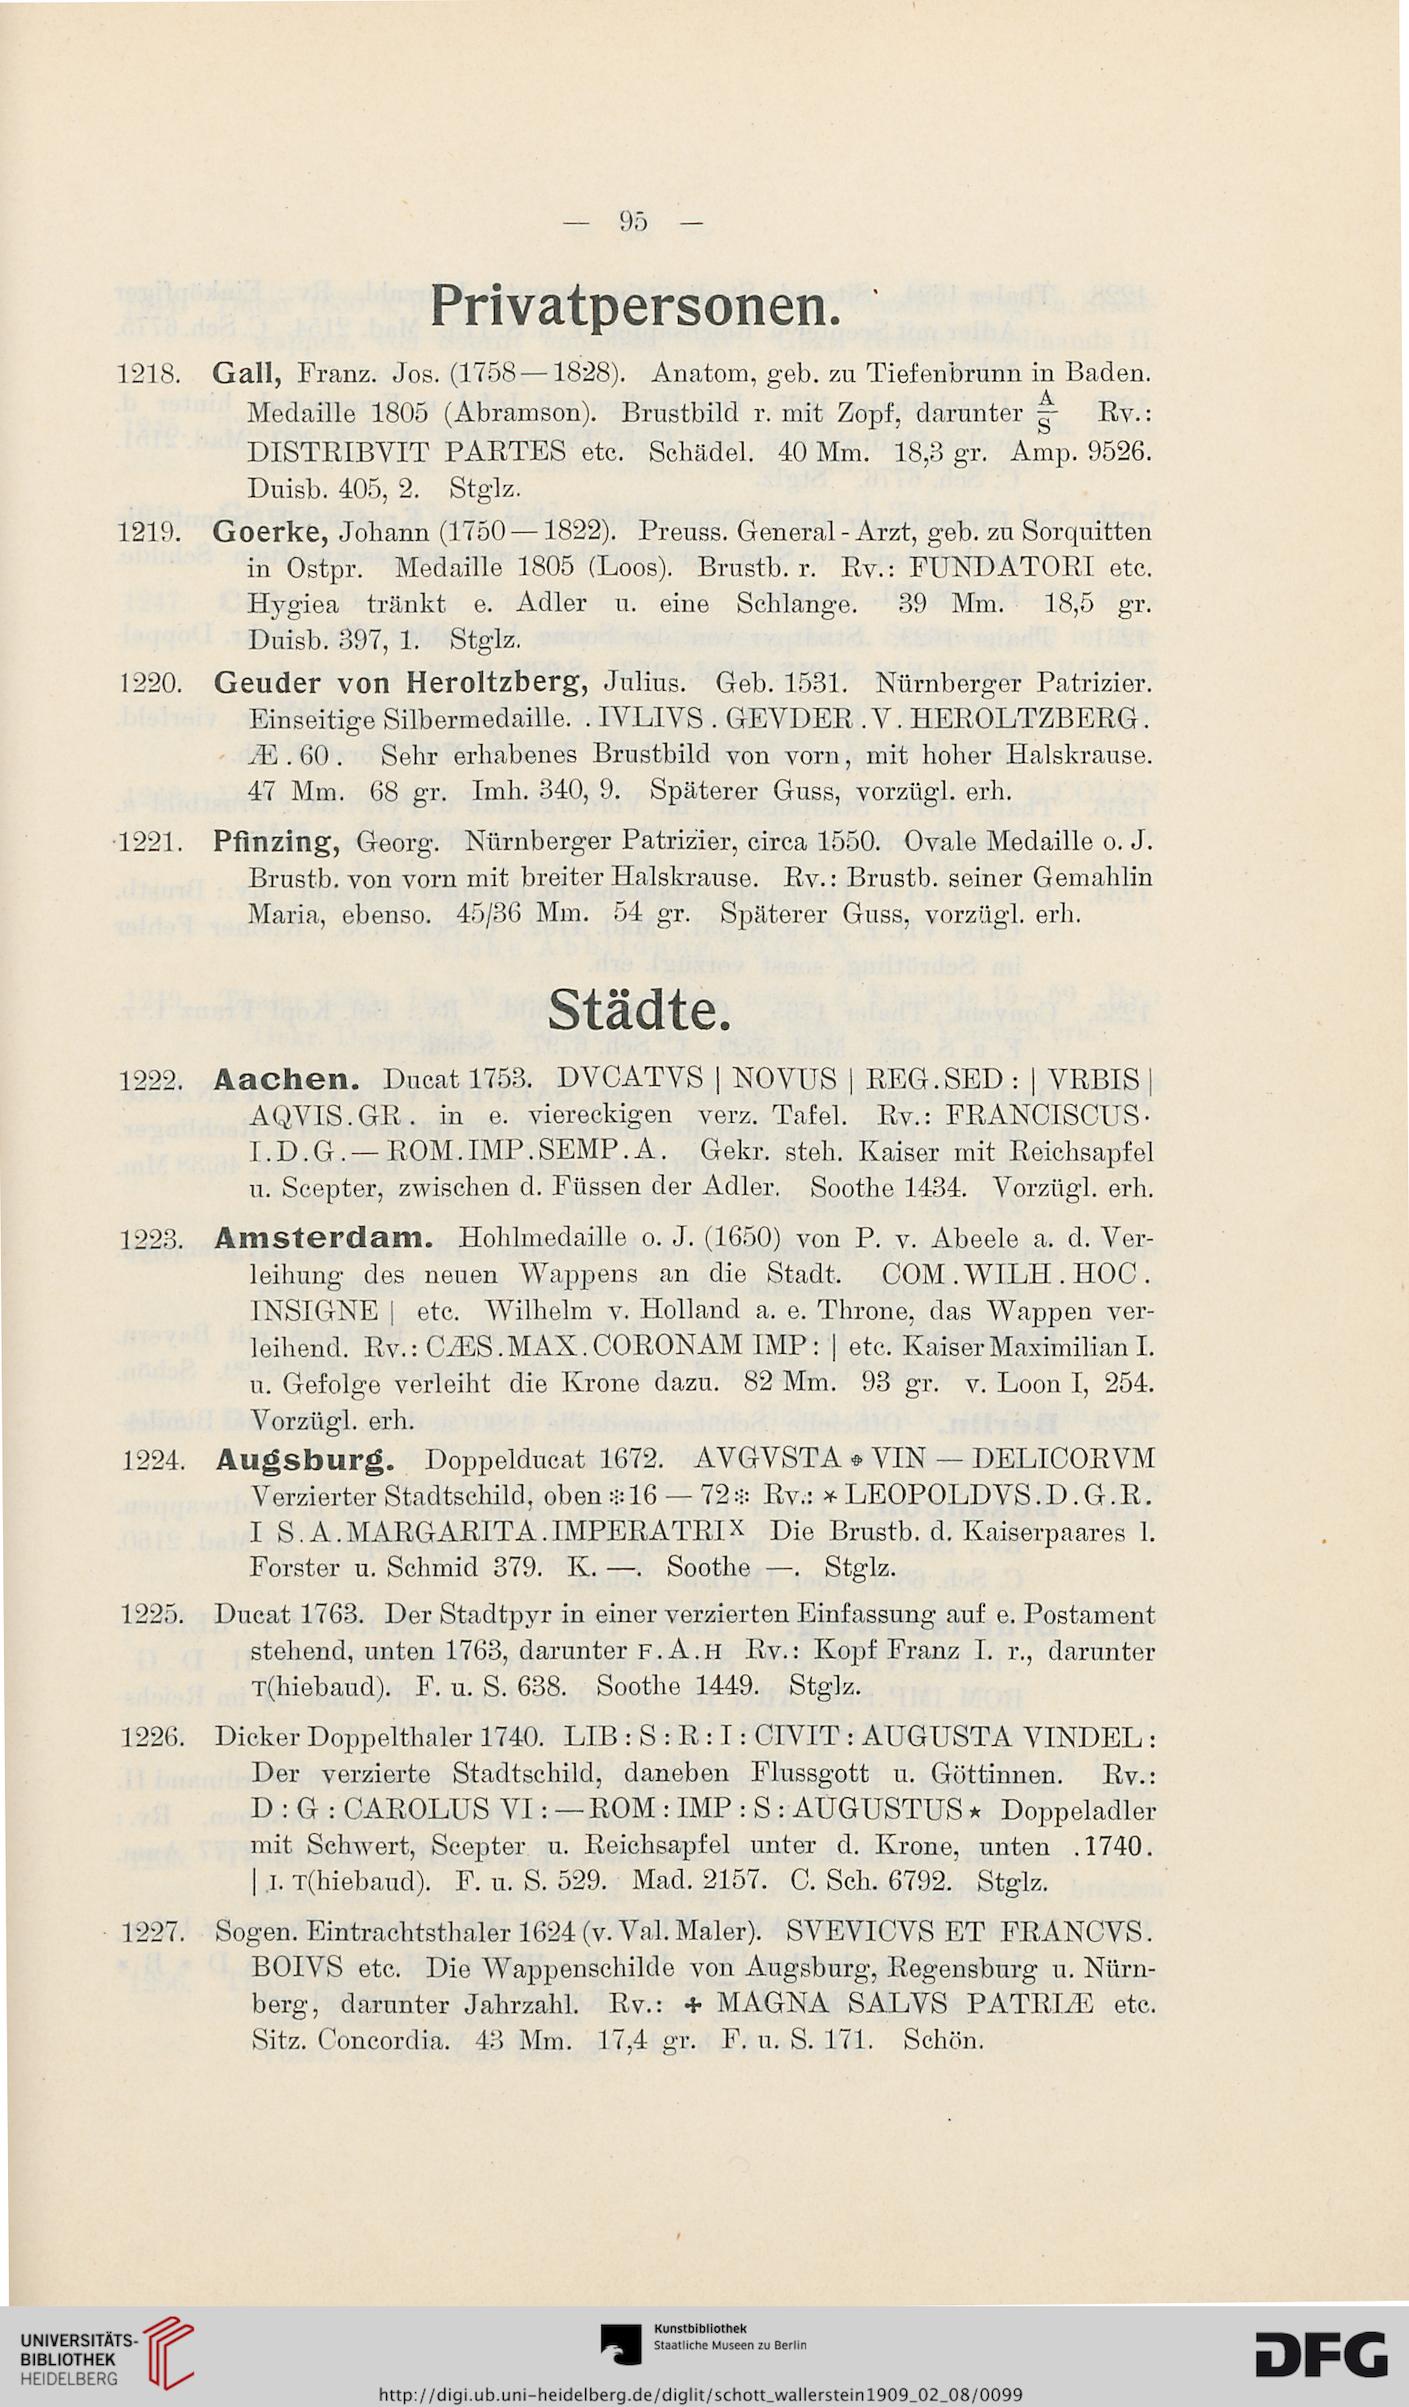 — 95 —
Privatpersonen.
1218. Gall, Franz. Jos. (1758—1828). Anatom, geb. zu Tiefenbrunn in Baden.
Medaille 1805 (Abramson). Brustbild r. mit Zopf, darunter A/S Rv.:
DISTRIBVIT PARTES etc. Schädel. 40 Mm. 18,3 gr. Amp. 9526.
Duisb. 405, 2. Stglz.
1219. Goerke, Johann (1750—1822). Preuss. General-Arzt, geb. zu Sorquitten
in Ostpr. Medaille 1805 (Loos). Brustb. r. Rv.: FUNDATORI etc.
Hygiea tränkt e. Adler u. eine Schlange. 39 Mm. 18,5 gr.
Duisb. 397, 1. Stglz.
1220. Geuder von Heroltzberg, Julius. Geb. 1531. Nürnberger Patrizier.
Einseitige Silbermedaille. . IVLIVS . GEVDER . V . HEROLTZBERG .
Æ . 60 . Sehr erhabenes Brustbild von vorn, mit hoher Halskrause.
47 Mm. 68 gr. Imh. 340, 9. Späterer Guss, vorzügl. erh.
1221. Pfinzing, Georg. Nürnberger Patrizier, circa 1550. Ovale Medaille o. J.
Brustb. von vorn mit breiter Halskrause. Rv.: Brustb. seiner Gemahlin
Maria, ebenso. 45/36 Mm. 54 gr. Späterer Guss, vorzügl. erh.
Städte.
1222. Aachen. Ducat 1753. DVCATVS | NOVUS | REG.SED : | VRBIS |
AQVIS.GR. in e. viereckigen verz. Tafel. Rv.: FRANCISCUS·
I.D.G.—ROM.IMP.SEMP.A. Gekr. steh. Kaiser mit Reichsapfel
u. Scepter, zwischen d. Füssen der Adler. Soothe 1434. Vorzügl. erh.
1223. Amsterdam. Hohlmedaille o. J. (1650) von P. v. Abeele a. d. Ver-
leihung des neuen Wappens an die Stadt. COM.WILH.HOC.
INSIGNE | etc. Wilhelm v. Holland a. e. Throne, das Wappen ver-
leihend. Rv.: CÆS.MAX.CORONAM IMP: | etc. Kaiser Maximilian I.
u. Gefolge verleiht die Krone dazu. 82 Mm. 93 gr. v. Loon I, 254.
Vorzügl. erh.
1224. Augsburg. Doppelducat 1672. AVGVSTA ❖ VIN — DELICORVM
Verzierter Stadtschild, oben ⁘16 — 72⁘ Rv.: * LEOPOLDVS.D.G.R.
I S.A.MARGARITA.IMPERATRIX Die Brustb. d. Kaiserpaares l.
Forster u. Schmid 379. K. —. Soothe —. Stglz.
1225. Ducat 1763. Der Stadtpyr in einer verzierten Einfassung auf e. Postament
stehend, unten 1763, darunter F.A.H Rv.: Kopf Franz I. r., darunter
T(hiebaud). F. u. S. 638. Soothe 1449. Stglz.
1226. Dicker Doppelthaler 1740. LIB : S : R : I : CIVIT : AUGUSTA VINDEL :
Der verzierte Stadtschild, daneben Flussgott u. Göttinnen. Rv.:
D : G : CAROLUS VI : — ROM : IMP : S : AUGUSTUS ★ Doppeladler
mit Schwert, Scepter u. Reichsapfel unter d. Krone, unten .1740.
| I. T(hiebaud). F. u. S. 529. Mad. 2157. C. Sch. 6792. Stglz.
1227. Sogen. Eintrachtsthaler 1624 (v. Val. Maler). SVEVICVS ET FRANCVS.
BOIVS etc. Die Wappenschilde von Augsburg, Regensburg u. Nürn-
berg, darunter Jahrzahl. Rv.: ✚ MAGNA SALVS PATRIÆ etc.
Sitz. Concordia. 43 Mm. 17,4 gr. F. u. S. 171. Schön.
UNIVERSITÄTS-
BIBLIOTHEK
HEIDELBERG
Kunstbibliothek
Staatliche Museen zu Berlin
DFG
http://digi.ub.uni-heidelberg.de/diglit/schott_wallerstein1909_02_08/0099